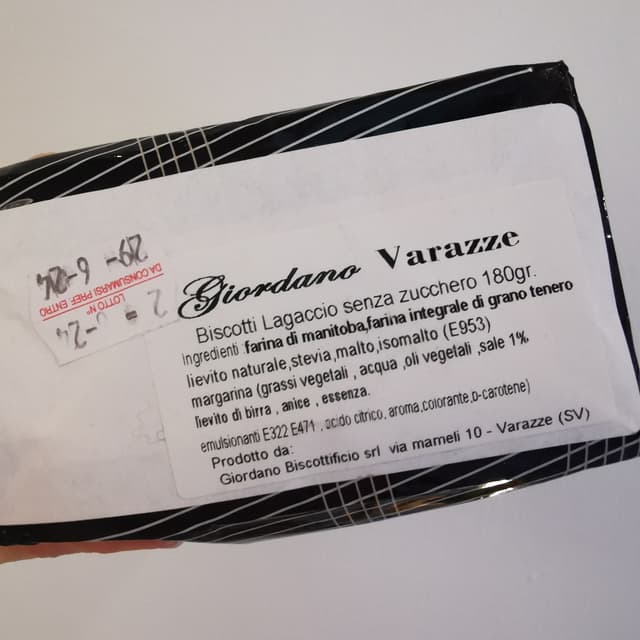 Giordano Varazze
Biscotti Lagaccio senza zucchero 180gr.
Ingredienti :farina di manitoba,farina integrale di grano tenero
lievito naturale,stevia,malto,isomalto (E953)
margarina (grassi vegetali , acqua ,oli vegetali ,sale 1%,
lievito di birra , anice , essenza.
emulsionanti E322 E471 , acido citrico, aroma,colorante,b-carotene)
Prodotto da:
Giordano Biscottificio srl via mameli 10 - Varazze (SV)
LOTTO N°
DA CONSUMARSI PREF. ENTRO
29-6-24